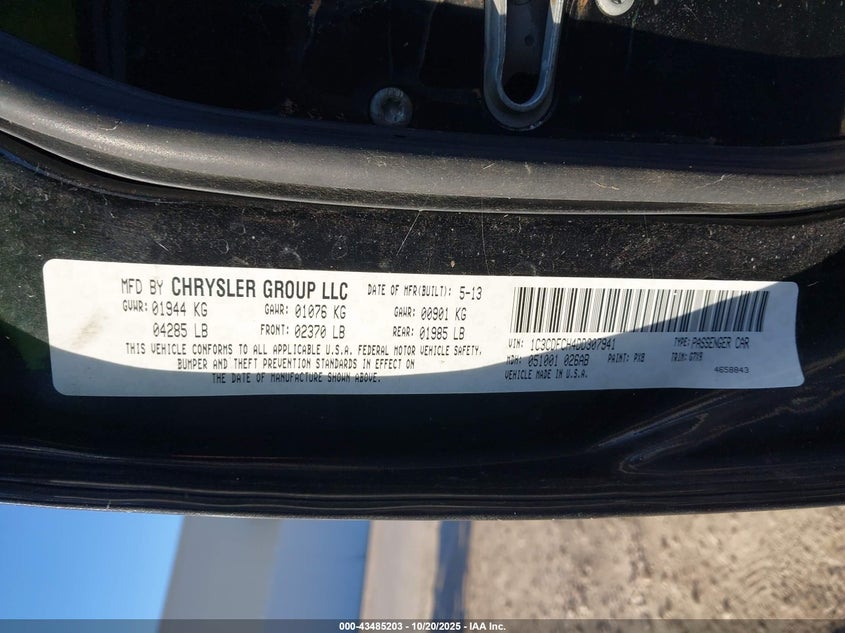 MFD BY CHRYSLER GROUP LLC DATE OF MFR(BUILT): 5-13
GVWR: 01944 KG GAWR: 01076 KG GAWR: 00901 KG
04285 LB FRONT: 02370 LB REAR: 01985 LB
THIS VEHICLE CONFORMS TO ALL APPLICABLE U.S.A. FEDERAL MOTOR VEHICLE SAFETY,
BUMPER AND THEFT PREVENTION STANDARDS IN EFFECT ON
THE DATE OF MANUFACTURE SHOWN ABOVE.
VIN: 1C3CDFCH4DD307941 TYPE: PASSENGER CAR
MDH: 051001 026AB PAINT: PX8 TRIM: G7X9
VEHICLE MADE IN U.S.A. 4658843
000-43485203 - 10/20/2025 - IAA Inc.